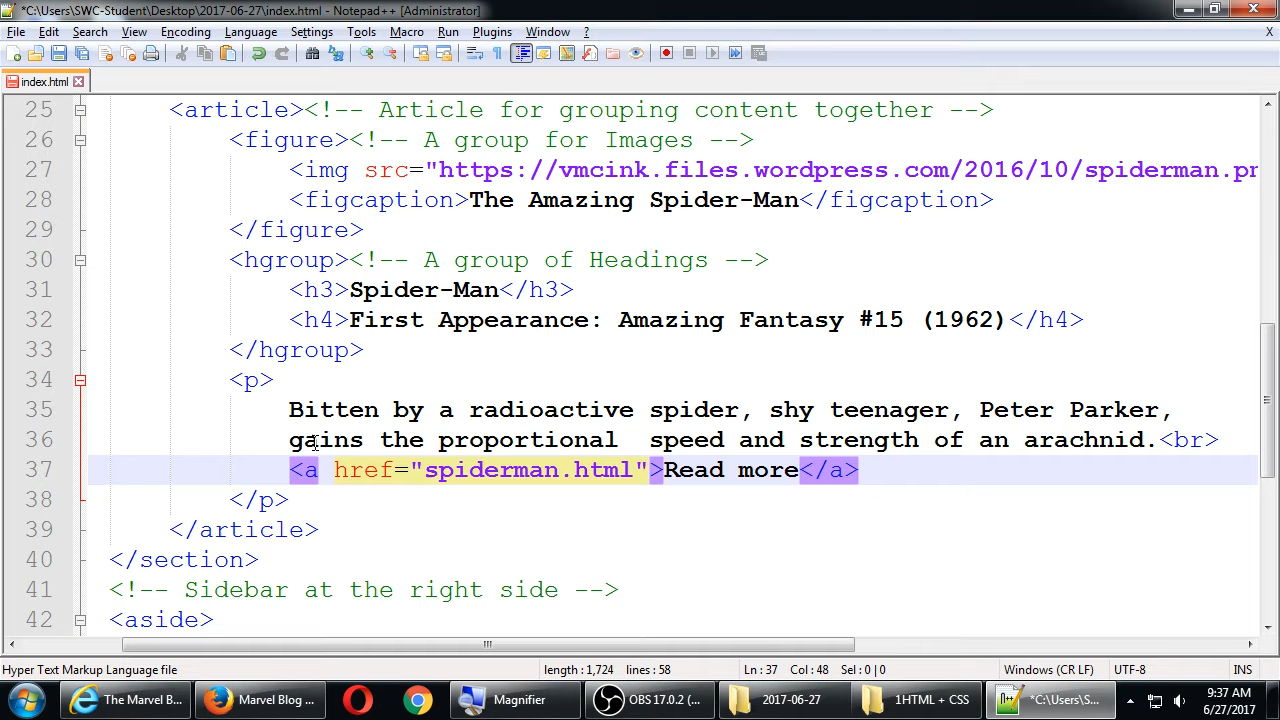 *C:\Users\SWC-Student\Desktop\2017-06-27\index.html - Notepad++ [Administrator]
File Edit Search View Encoding Language Settings Tools Macro Run Plugins Window ? X
index.html
25 <article><!-- Article for grouping content together -->
26 <figure><!-- A group for Images -->
27 <img src="https://vmcink.files.wordpress.com/2016/10/spiderman.pn
28 <figcaption>The Amazing Spider-Man</figcaption>
29 </figure>
30 <hgroup><!-- A group of Headings -->
31 <h3>Spider-Man</h3>
32 <h4>First Appearance: Amazing Fantasy #15 (1962)</h4>
33 </hgroup>
34 <p>
35 Bitten by a radioactive spider, shy teenager, Peter Parker,
36 gains the proportional  speed and strength of an arachnid.<br>
37 <a href="spiderman.html">Read more</a>
38 </p>
39 </article>
40 </section>
41 <!-- Sidebar at the right side -->
42 <aside>
Hyper Text Markup Language file length : 1,724 lines : 58 Ln : 37 Col : 48 Sel : 0 | 0 Windows (CR LF) UTF-8 INS
The Marvel B... Marvel Blog ... Magnifier OBS 17.0.2 (... 2017-06-27 1HTML + CSS *C:\Users\S... 9:37 AM
6/27/2017